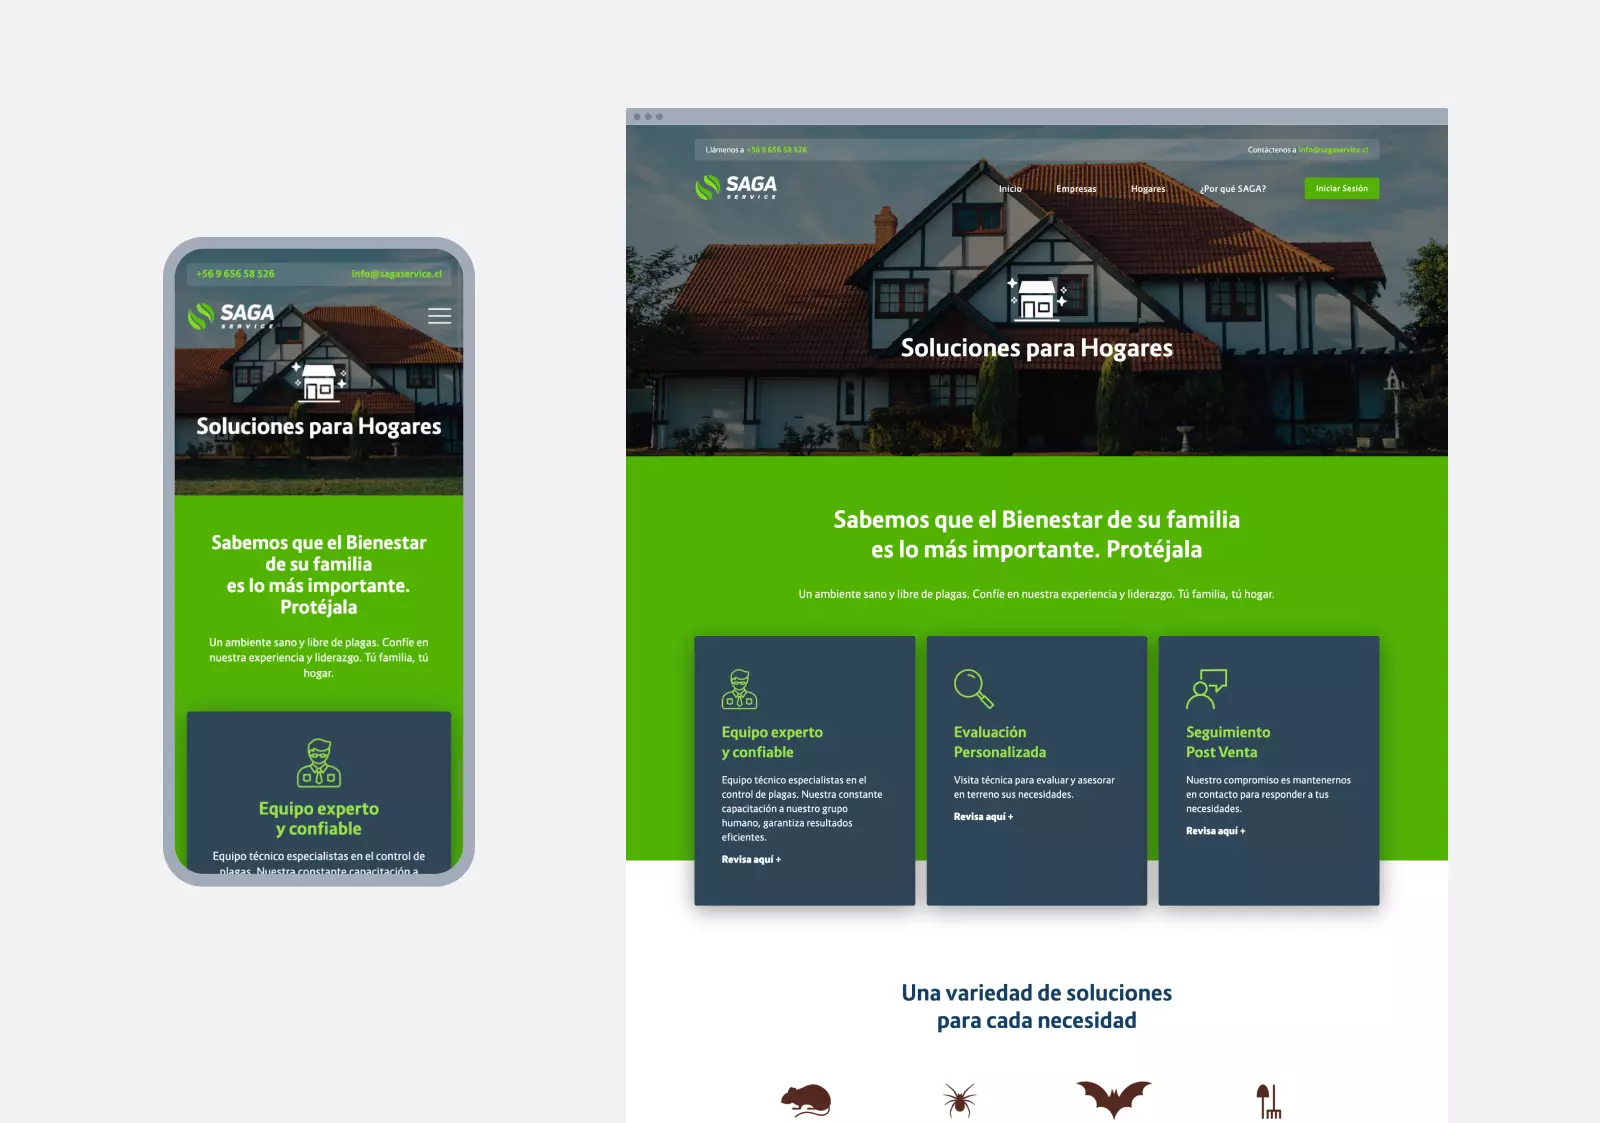 +56 9 656 58 526
info@sagaservice.cl
SAGA
SERVICE
Soluciones para Hogares
Sabemos que el Bienestar
de su familia
es lo más importante.
Protéjala
Un ambiente sano y libre de plagas. Confíe en
nuestra experiencia y liderazgo. Tú familia, tú
hogar.
Equipo experto
y confiable
Equipo técnico especialistas en el control de
plagas. Nuestra constante capacitación a
Llámenos a +56 9 656 58 526
Contáctenos a info@sagaservice.cl
SAGA
SERVICE
Inicio
Empresas
Hogares
¿Por qué SAGA?
Iniciar Sesión
Soluciones para Hogares
Sabemos que el Bienestar de su familia
es lo más importante. Protéjala
Un ambiente sano y libre de plagas. Confíe en nuestra experiencia y liderazgo. Tú familia, tú hogar.
Equipo experto
y confiable
Equipo técnico especialistas en el
control de plagas. Nuestra constante
capacitación a nuestro grupo
humano, garantiza resultados
eficientes.
Revisa aquí +
Evaluación
Personalizada
Visita técnica para evaluar y asesorar
en terreno sus necesidades.
Revisa aquí +
Seguimiento
Post Venta
Nuestro compromiso es mantenernos
en contacto para responder a tus
necesidades.
Revisa aquí +
Una variedad de soluciones
para cada necesidad